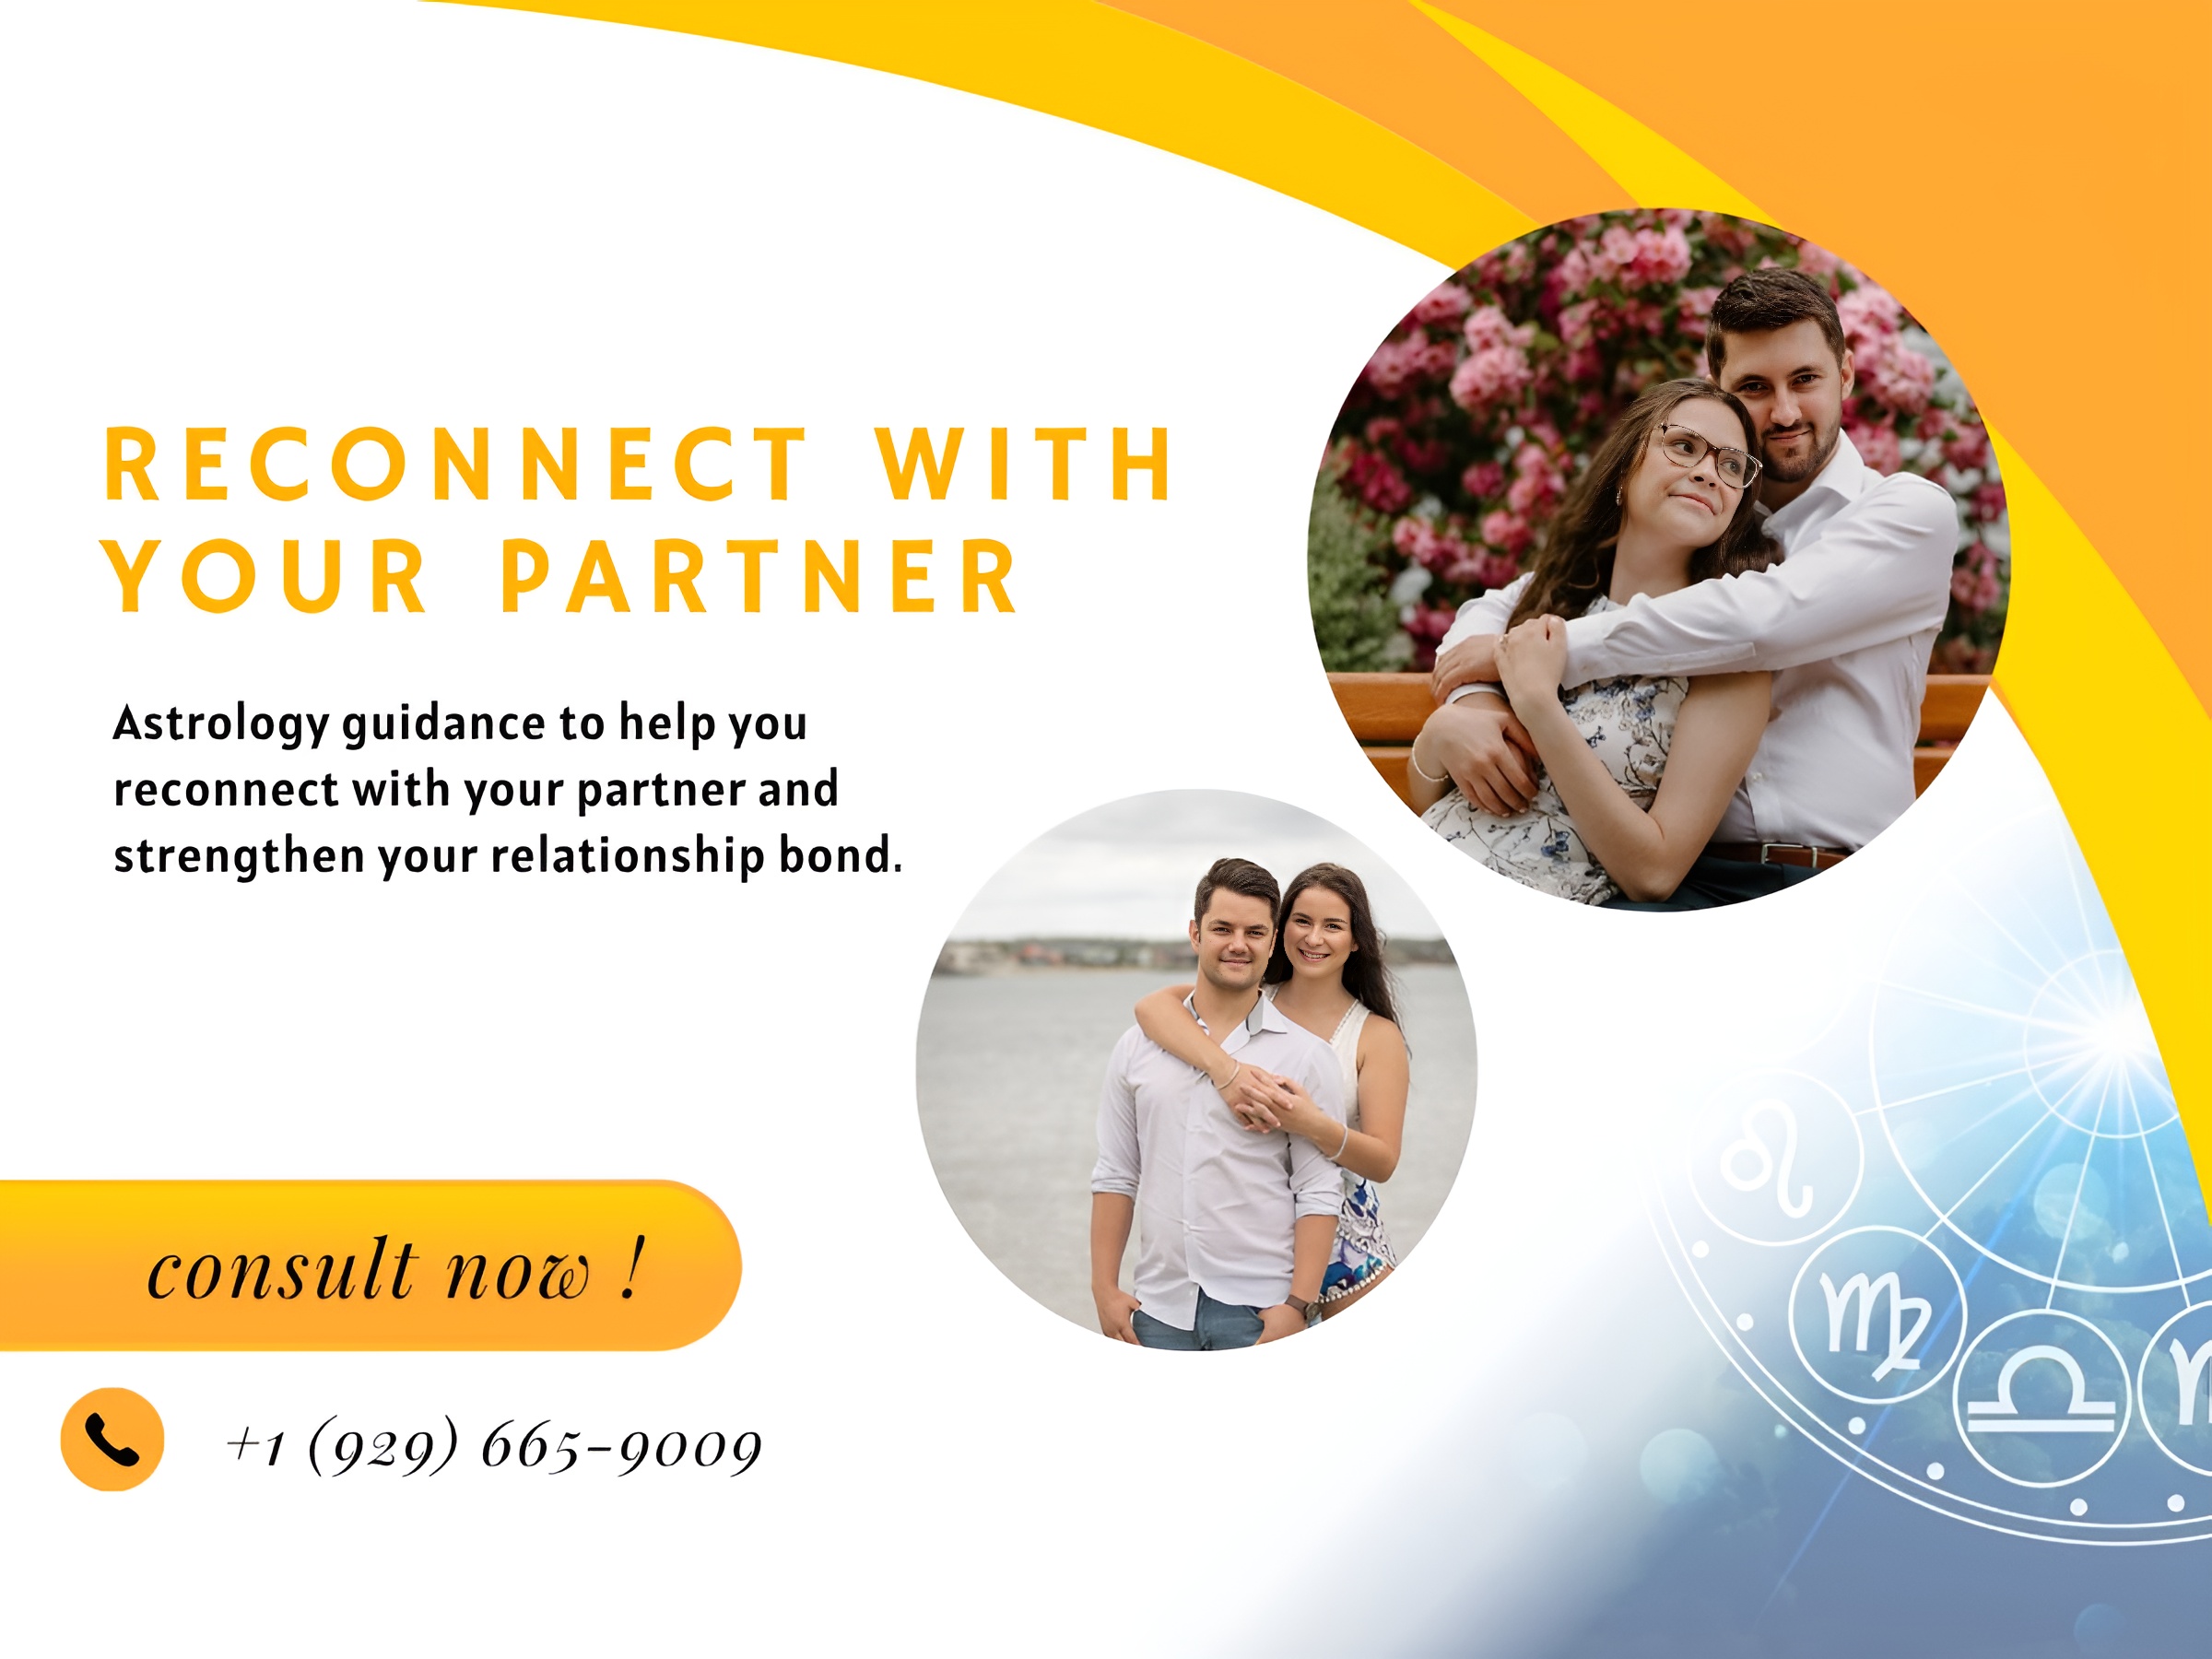 RECONNECT WITH
YOUR PARTNER
Astrology guidance to help you
reconnect with your partner and
strengthen your relationship bond.
consult now !
+1 (929) 665-9009